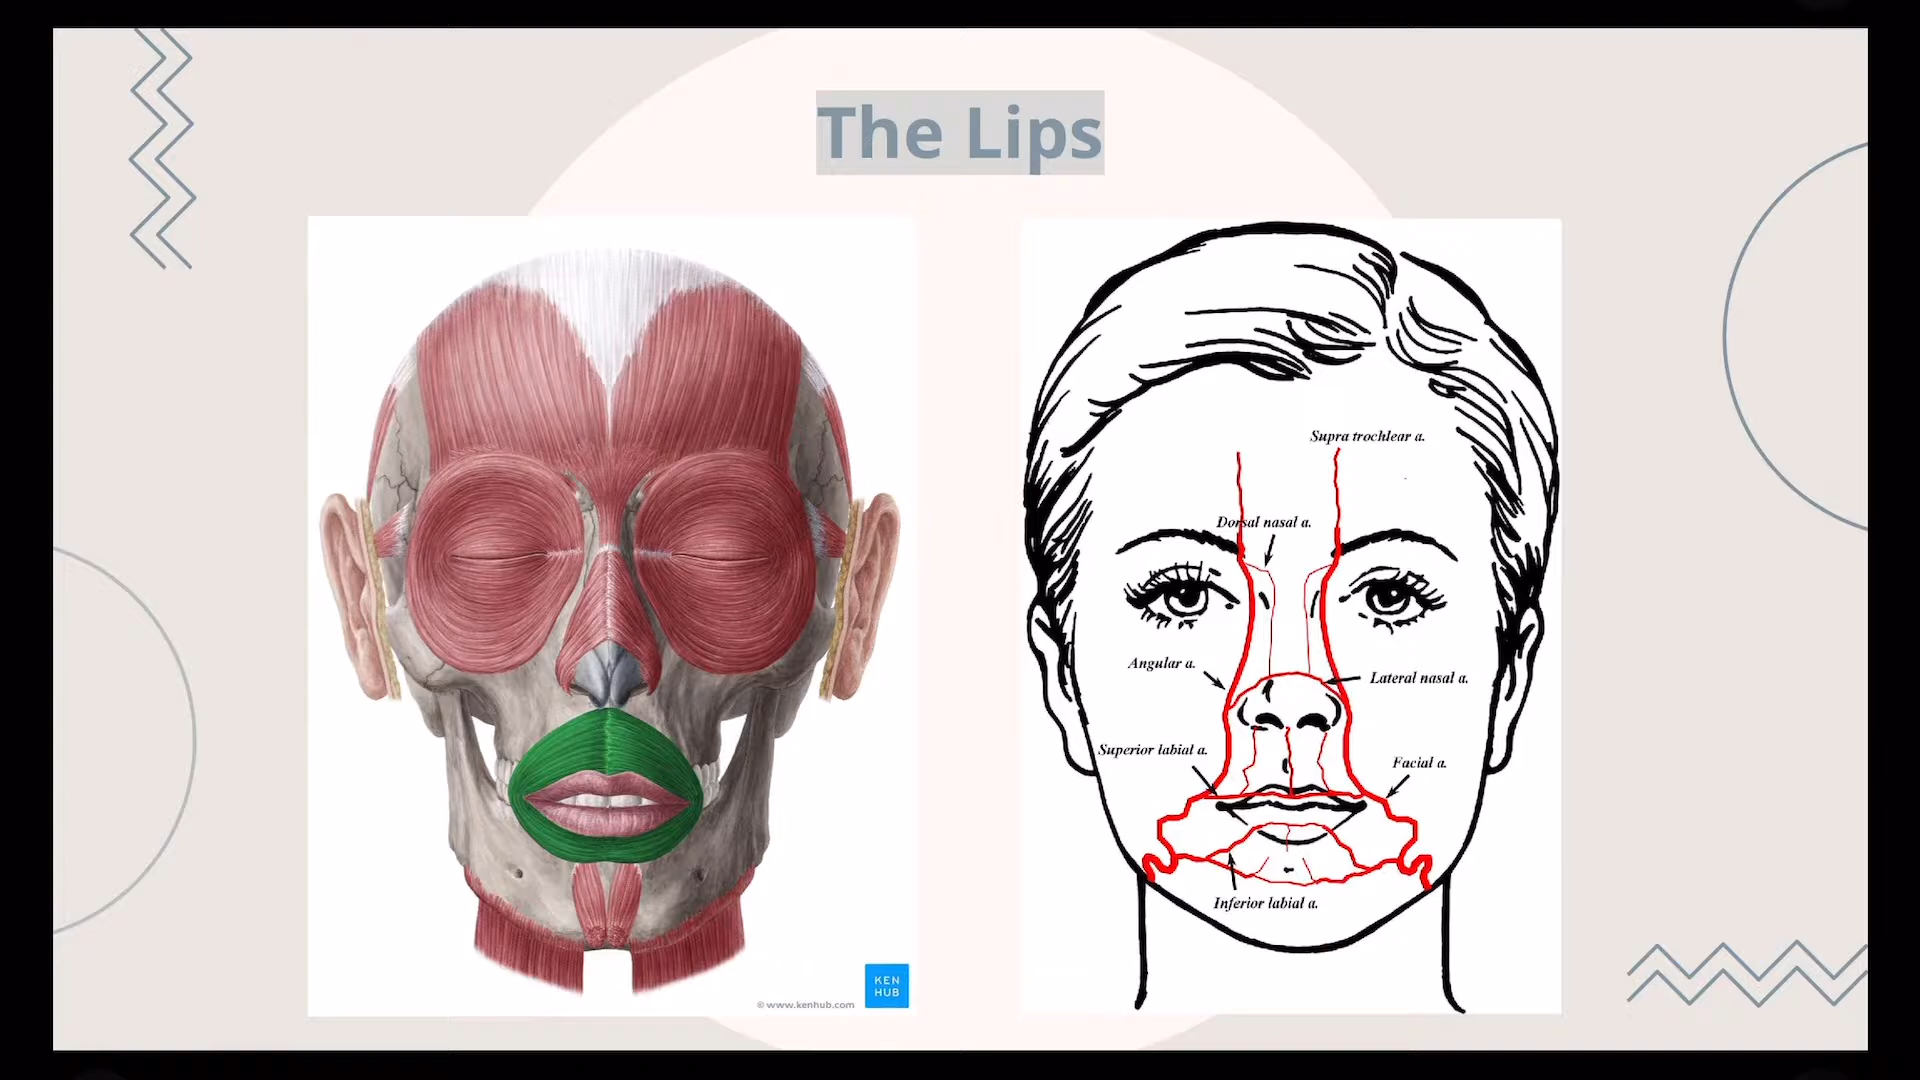 The Lips
KEN
HUB
© www.kenhub.com
Supra trochlear a.
Dorsal nasal a.
Angular a.
Lateral nasal a.
Superior labial a.
Facial a.
Inferior labial a.